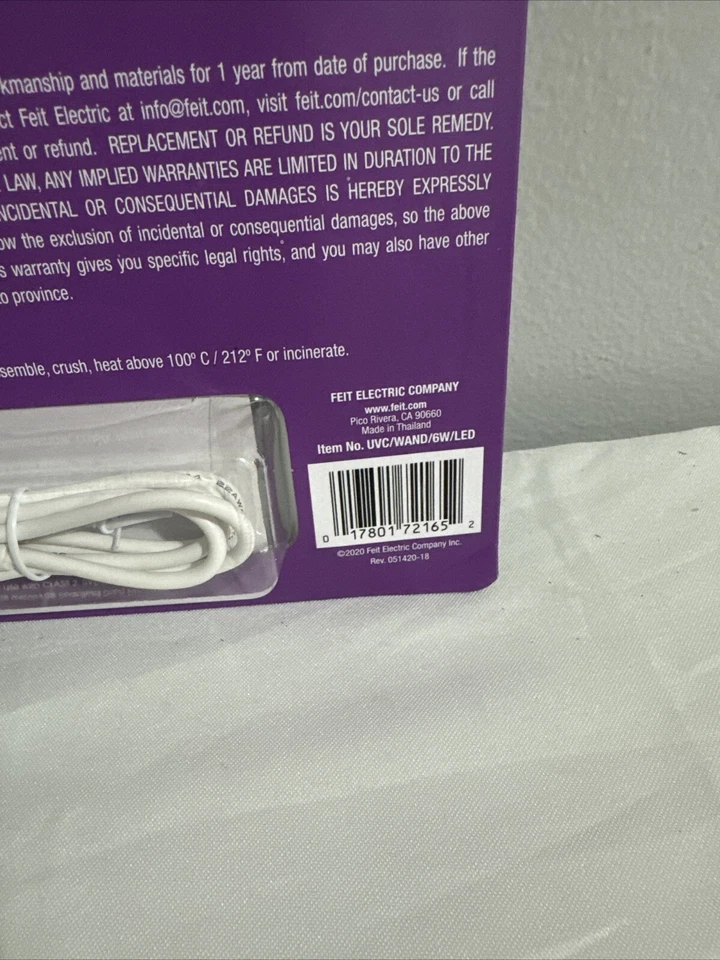 kmanship and materials for 1 year from date of purchase. If the
ct Feit Electric at info@feit.com, visit feit.com/contact-us or call
ent or refund. REPLACEMENT OR REFUND IS YOUR SOLE REMEDY.
LAW, ANY IMPLIED WARRANTIES ARE LIMITED IN DURATION TO THE
NCIDENTAL OR CONSEQUENTIAL DAMAGES IS HEREBY EXPRESSLY
ow the exclusion of incidental or consequential damages, so the above
s warranty gives you specific legal rights, and you may also have other
o province.
semble, crush, heat above 100º C / 212º F or incinerate.
FEIT ELECTRIC COMPANY
www.feit.com
Pico Rivera, CA 90660
Made in Thailand
Item No. UVC/WAND/6W/LED
0 17801 72165 2
©2020 Feit Electric Company Inc.
Rev. 051420-18